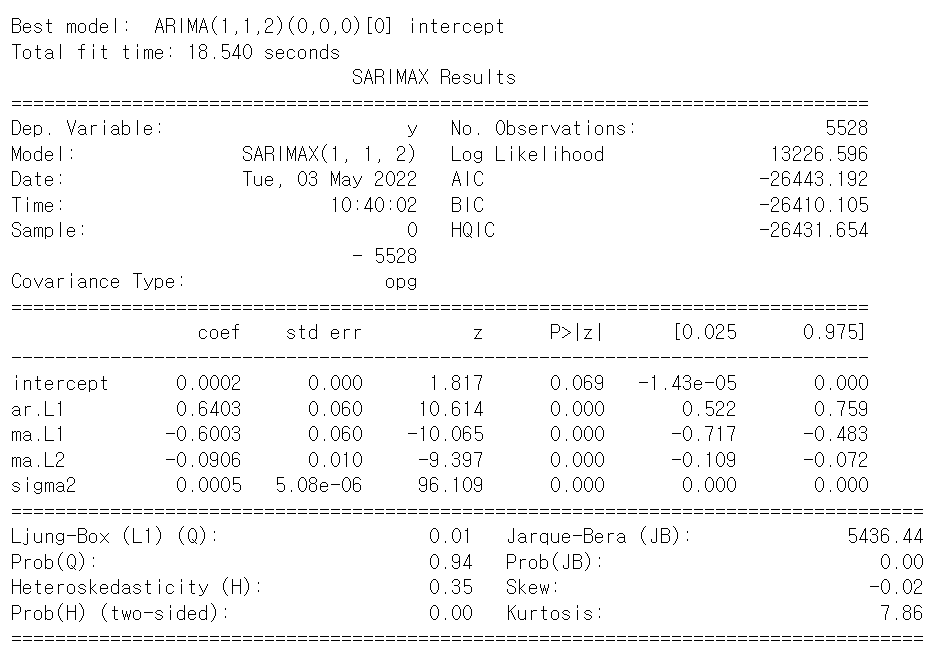 Best model:  ARIMA(1,1,2)(0,0,0)[0] intercept
Total fit time: 18.540 seconds
                               SARIMAX Results
==============================================================================
Dep. Variable:                      y   No. Observations:                 5528
Model:               SARIMAX(1, 1, 2)   Log Likelihood               13226.596
Date:                Tue, 03 May 2022   AIC                         -26443.192
Time:                        10:40:02   BIC                         -26410.105
Sample:                             0   HQIC                        -26431.654
                               - 5528
Covariance Type:                  opg
==============================================================================
                 coef    std err          z      P>|z|      [0.025      0.975]
------------------------------------------------------------------------------
intercept      0.0002      0.000      1.817      0.069   -1.43e-05       0.000
ar.L1          0.6403      0.060     10.614      0.000       0.522       0.759
ma.L1         -0.6003      0.060    -10.065      0.000      -0.717      -0.483
ma.L2         -0.0906      0.010     -9.397      0.000      -0.109      -0.072
sigma2         0.0005   5.08e-06     96.109      0.000       0.000       0.000
===================================================================================
Ljung-Box (L1) (Q):                   0.01   Jarque-Bera (JB):              5436.44
Prob(Q):                              0.94   Prob(JB):                         0.00
Heteroskedasticity (H):               0.35   Skew:                            -0.02
Prob(H) (two-sided):                  0.00   Kurtosis:                         7.86
===================================================================================